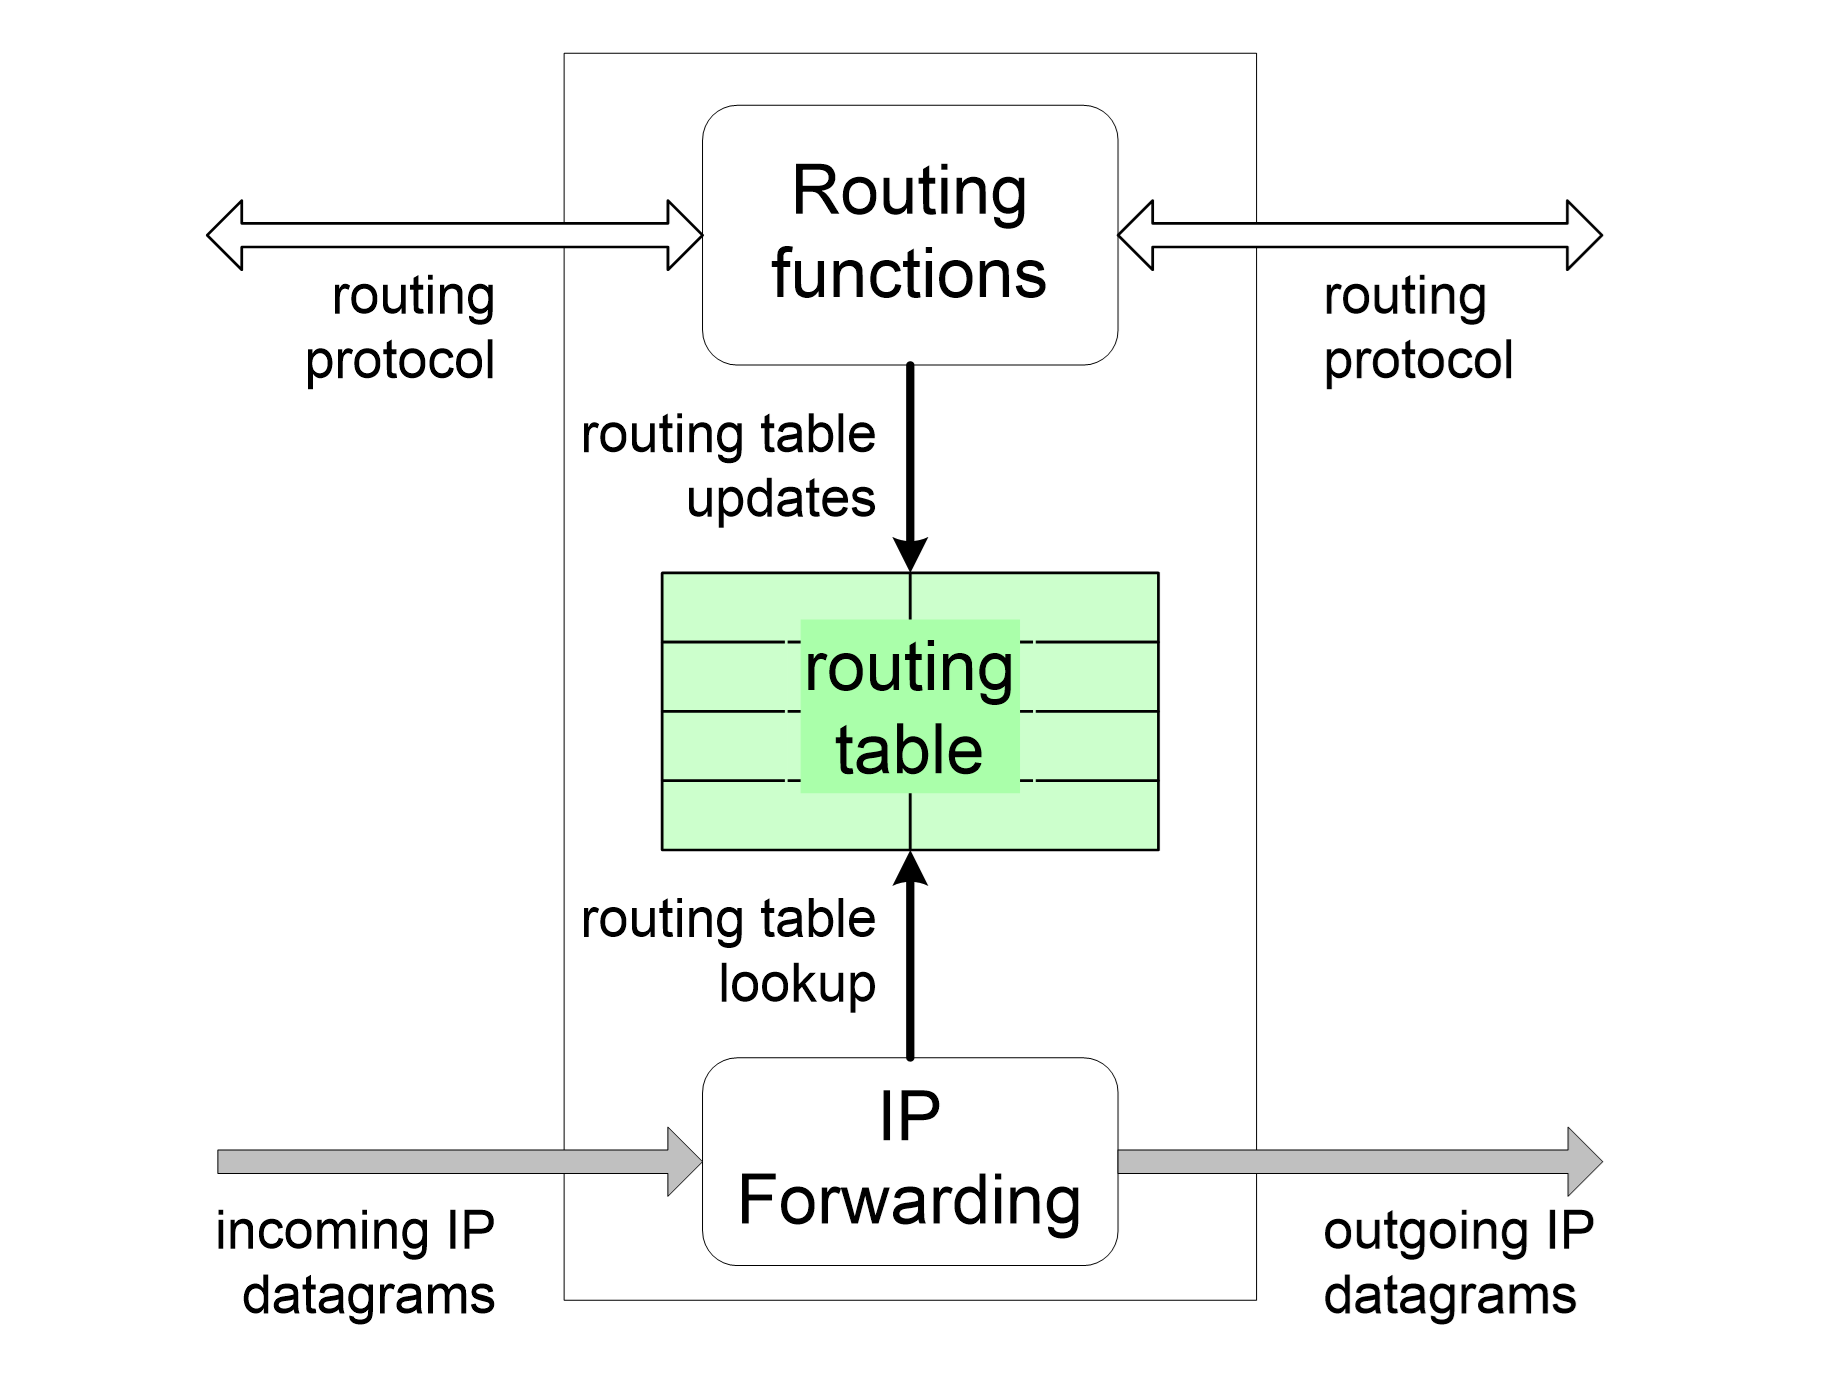 Routing
functions
routing
protocol
routing
protocol
routing table
updates
routing
table
routing table
lookup
IP
Forwarding
incoming IP
datagrams
outgoing IP
datagrams